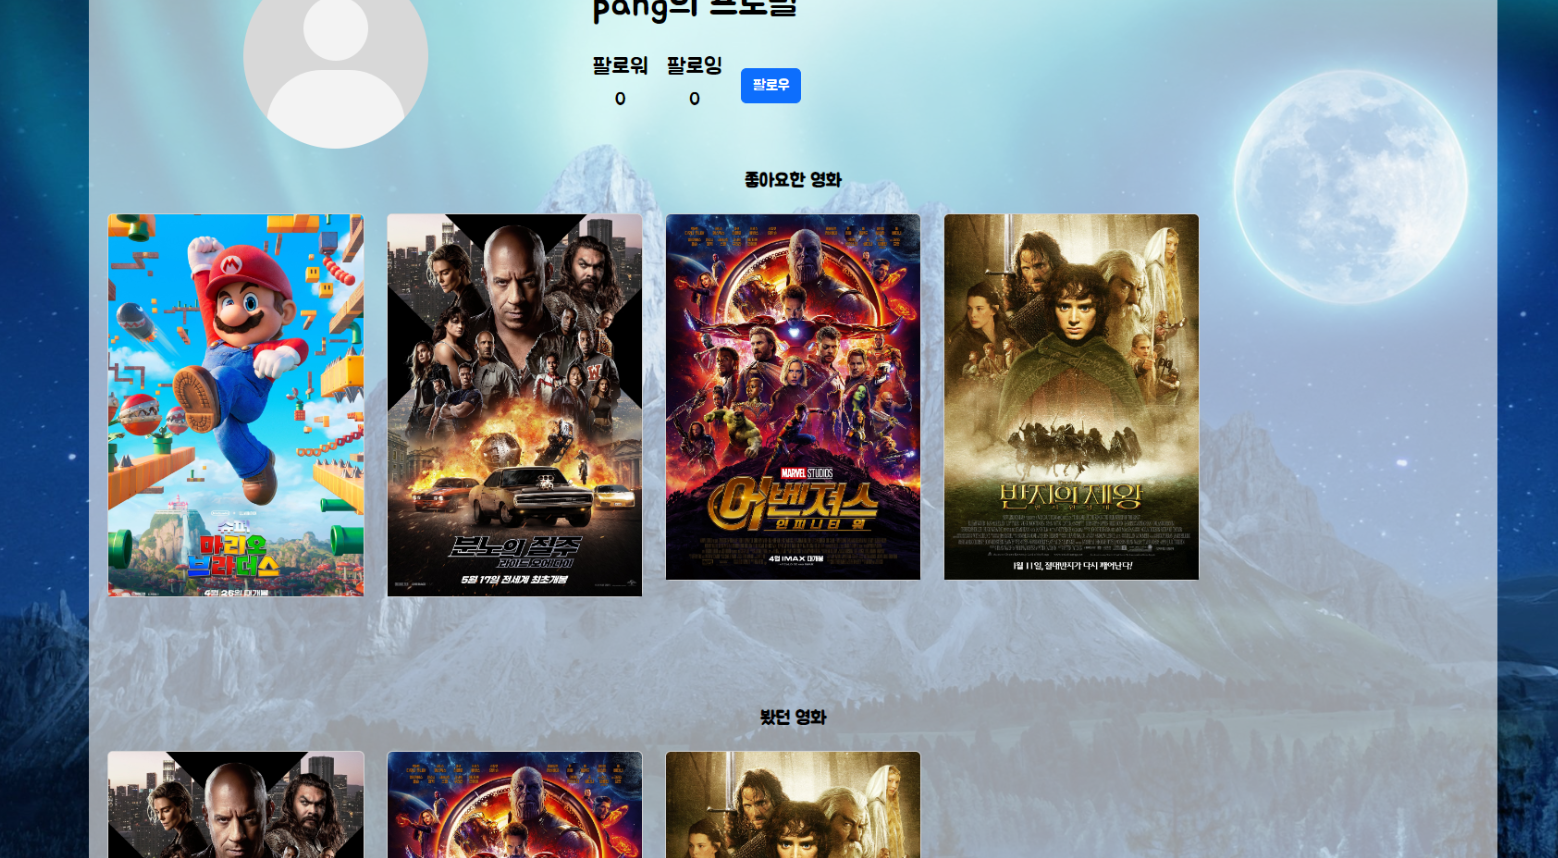 pang의 프로필
팔로워 팔로잉
팔로우
0 0
좋아요한 영화
슈퍼
마리오
브라더스
4월 26일 대개봉
분노의 질주
라이드 오어 다이
5월 17일 전세계 최초개봉
MARVEL STUDIOS
어벤져스
인피니티 워
4월 IMAX 대개봉
반지의 제왕
1월 11일, 절대반지가 다시 깨어난다!
봤던 영화